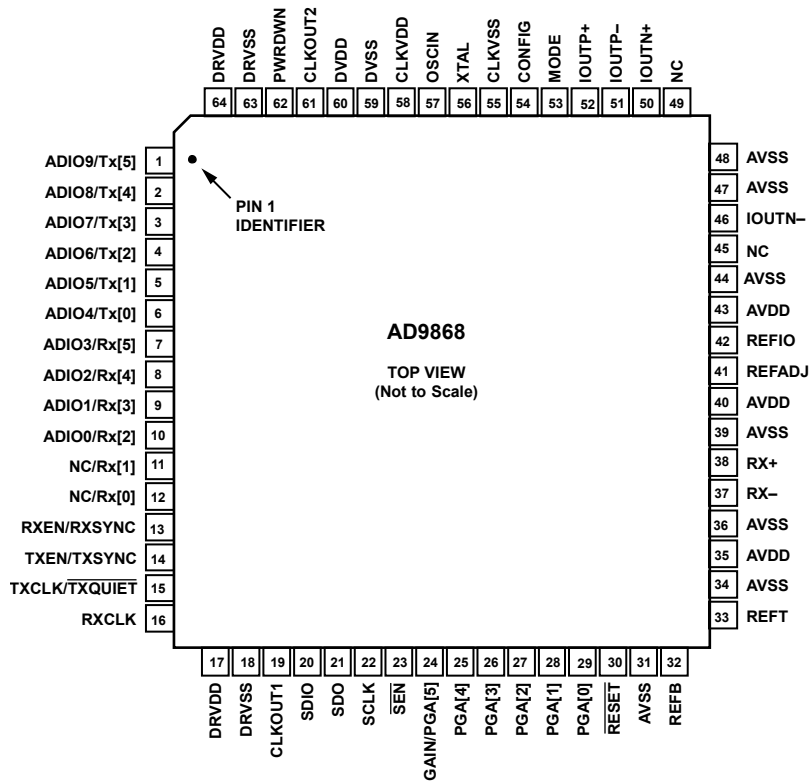 DRVDD
DRVSS
PWRDWN
CLKOUT2
DVDD
DVSS
CLKVDD
OSCIN
XTAL
CLKVSS
CONFIG
MODE
IOUTP+
IOUTP–
IOUTN+
NC
64 63 62 61 60 59 58 57 56 55 54 53 52 51 50 49
ADIO9/Tx[5] 1
ADIO8/Tx[4] 2
ADIO7/Tx[3] 3
ADIO6/Tx[2] 4
ADIO5/Tx[1] 5
ADIO4/Tx[0] 6
ADIO3/Rx[5] 7
ADIO2/Rx[4] 8
ADIO1/Rx[3] 9
ADIO0/Rx[2] 10
NC/Rx[1] 11
NC/Rx[0] 12
RXEN/RXSYNC 13
TXEN/TXSYNC 14
TXCLK/TXQUIET 15
RXCLK 16
PIN 1
IDENTIFIER
AD9868
TOP VIEW
(Not to Scale)
48 AVSS
47 AVSS
46 IOUTN–
45 NC
44 AVSS
43 AVDD
42 REFIO
41 REFADJ
40 AVDD
39 AVSS
38 RX+
37 RX–
36 AVSS
35 AVDD
34 AVSS
33 REFT
17 18 19 20 21 22 23 24 25 26 27 28 29 30 31 32
DRVDD
DRVSS
CLKOUT1
SDIO
SDO
SCLK
SEN
GAIN/PGA[5]
PGA[4]
PGA[3]
PGA[2]
PGA[1]
PGA[0]
RESET
AVSS
REFB